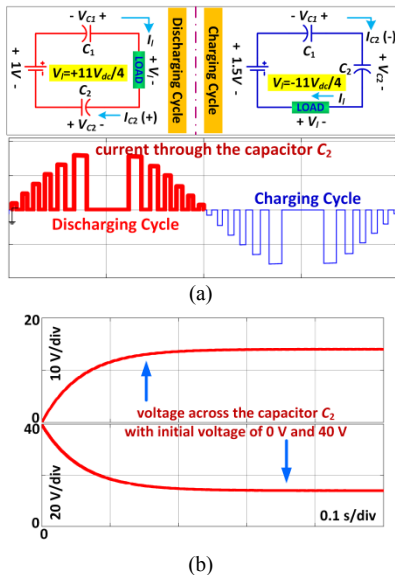 - VC1 +
C1
Il
+ 1V -
Vl=+11Vdc/4
LOAD
+ Vl -
C2
+ VC2 -
IC2 (+)
Discharging Cycle
Charging Cycle
- VC1 +
C1
IC2 (-)
+ 1.5V -
Vl=-11Vdc/4
C2
+ VC2 -
Il
LOAD
+ Vl -
current through the capacitor C2
Discharging Cycle
Charging Cycle
(a)
20
10 V/div
0
voltage across the capacitor C2
with initial voltage of 0 V and 40 V
40
20 V/div
0
0
0.1 s/div
(b)